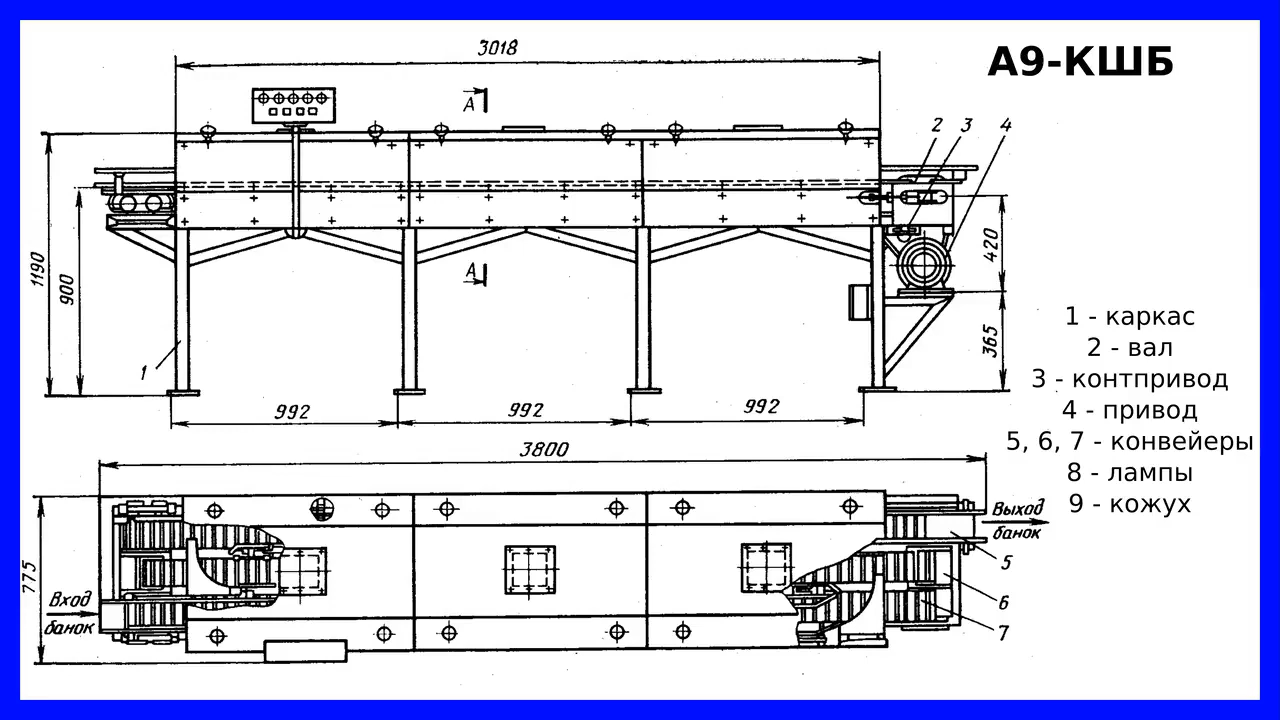 3018
А9-КШБ
А
2 3 4
1190
900
420
А
365
1
992 992 992
1 - каркас
2 - вал
3 - контпривод
4 - привод
5, 6, 7 - конвейеры
8 - лампы
9 - кожух
3800
775
Выход
банок
5
Вход
банок
6
7